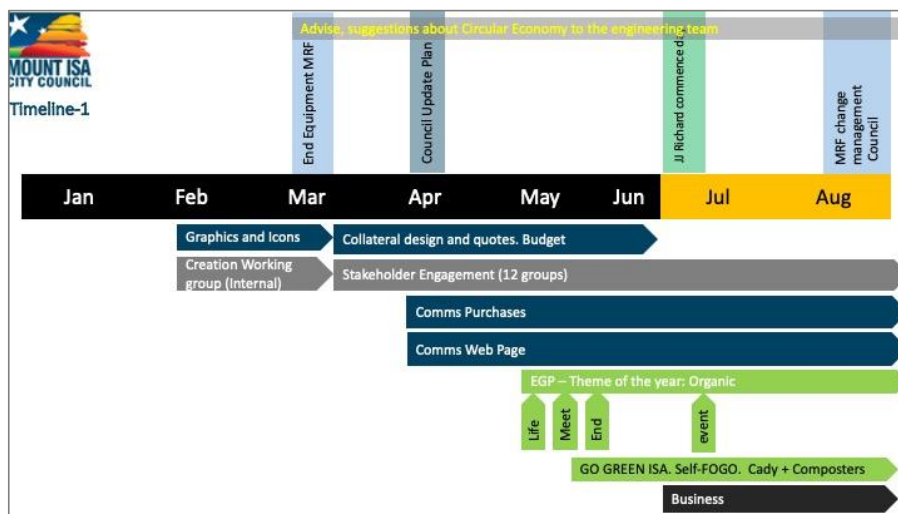 Advise, suggestions about Circular Economy to the engineering team
MOUNT ISA
CITY COUNCIL
Timeline-1
End Equipment MRF
Council Update Plan
JJ Richard commence da
MRF change
management
Council
Jan Feb Mar Apr May Jun Jul Aug
Graphics and Icons
Collateral design and quotes. Budget
Creation Working
group (Internal)
Stakeholder Engagement (12 groups)
Comms Purchases
Comms Web Page
EGP – Theme of the year: Organic
Life
Meet
End
event
GO GREEN ISA. Self-FOGO. Cady + Composters
Business